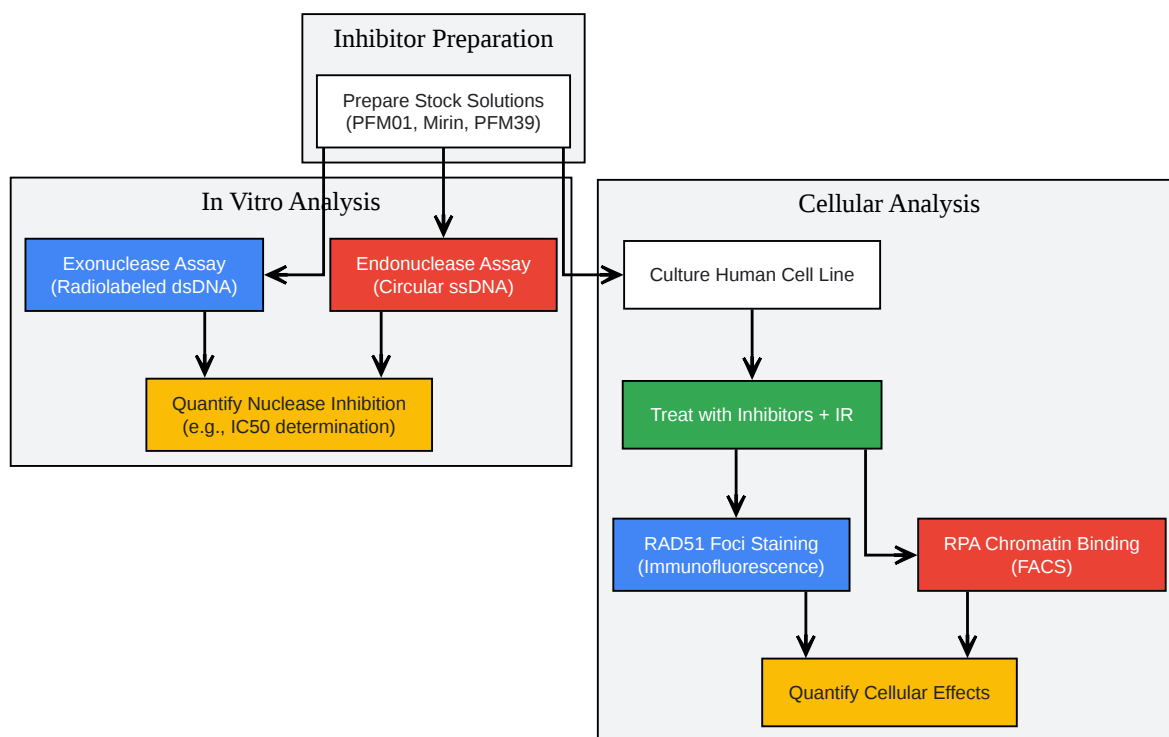 Inhibitor Preparation
Prepare Stock Solutions
(PFM01, Mirin, PFM39)
In Vitro Analysis
Exonuclease Assay
(Radiolabeled dsDNA)
Endonuclease Assay
(Circular ssDNA)
Quantify Nuclease Inhibition
(e.g., IC50 determination)
Cellular Analysis
Culture Human Cell Line
Treat with Inhibitors + IR
RAD51 Foci Staining
(Immunofluorescence)
RPA Chromatin Binding
(FACS)
Quantify Cellular Effects